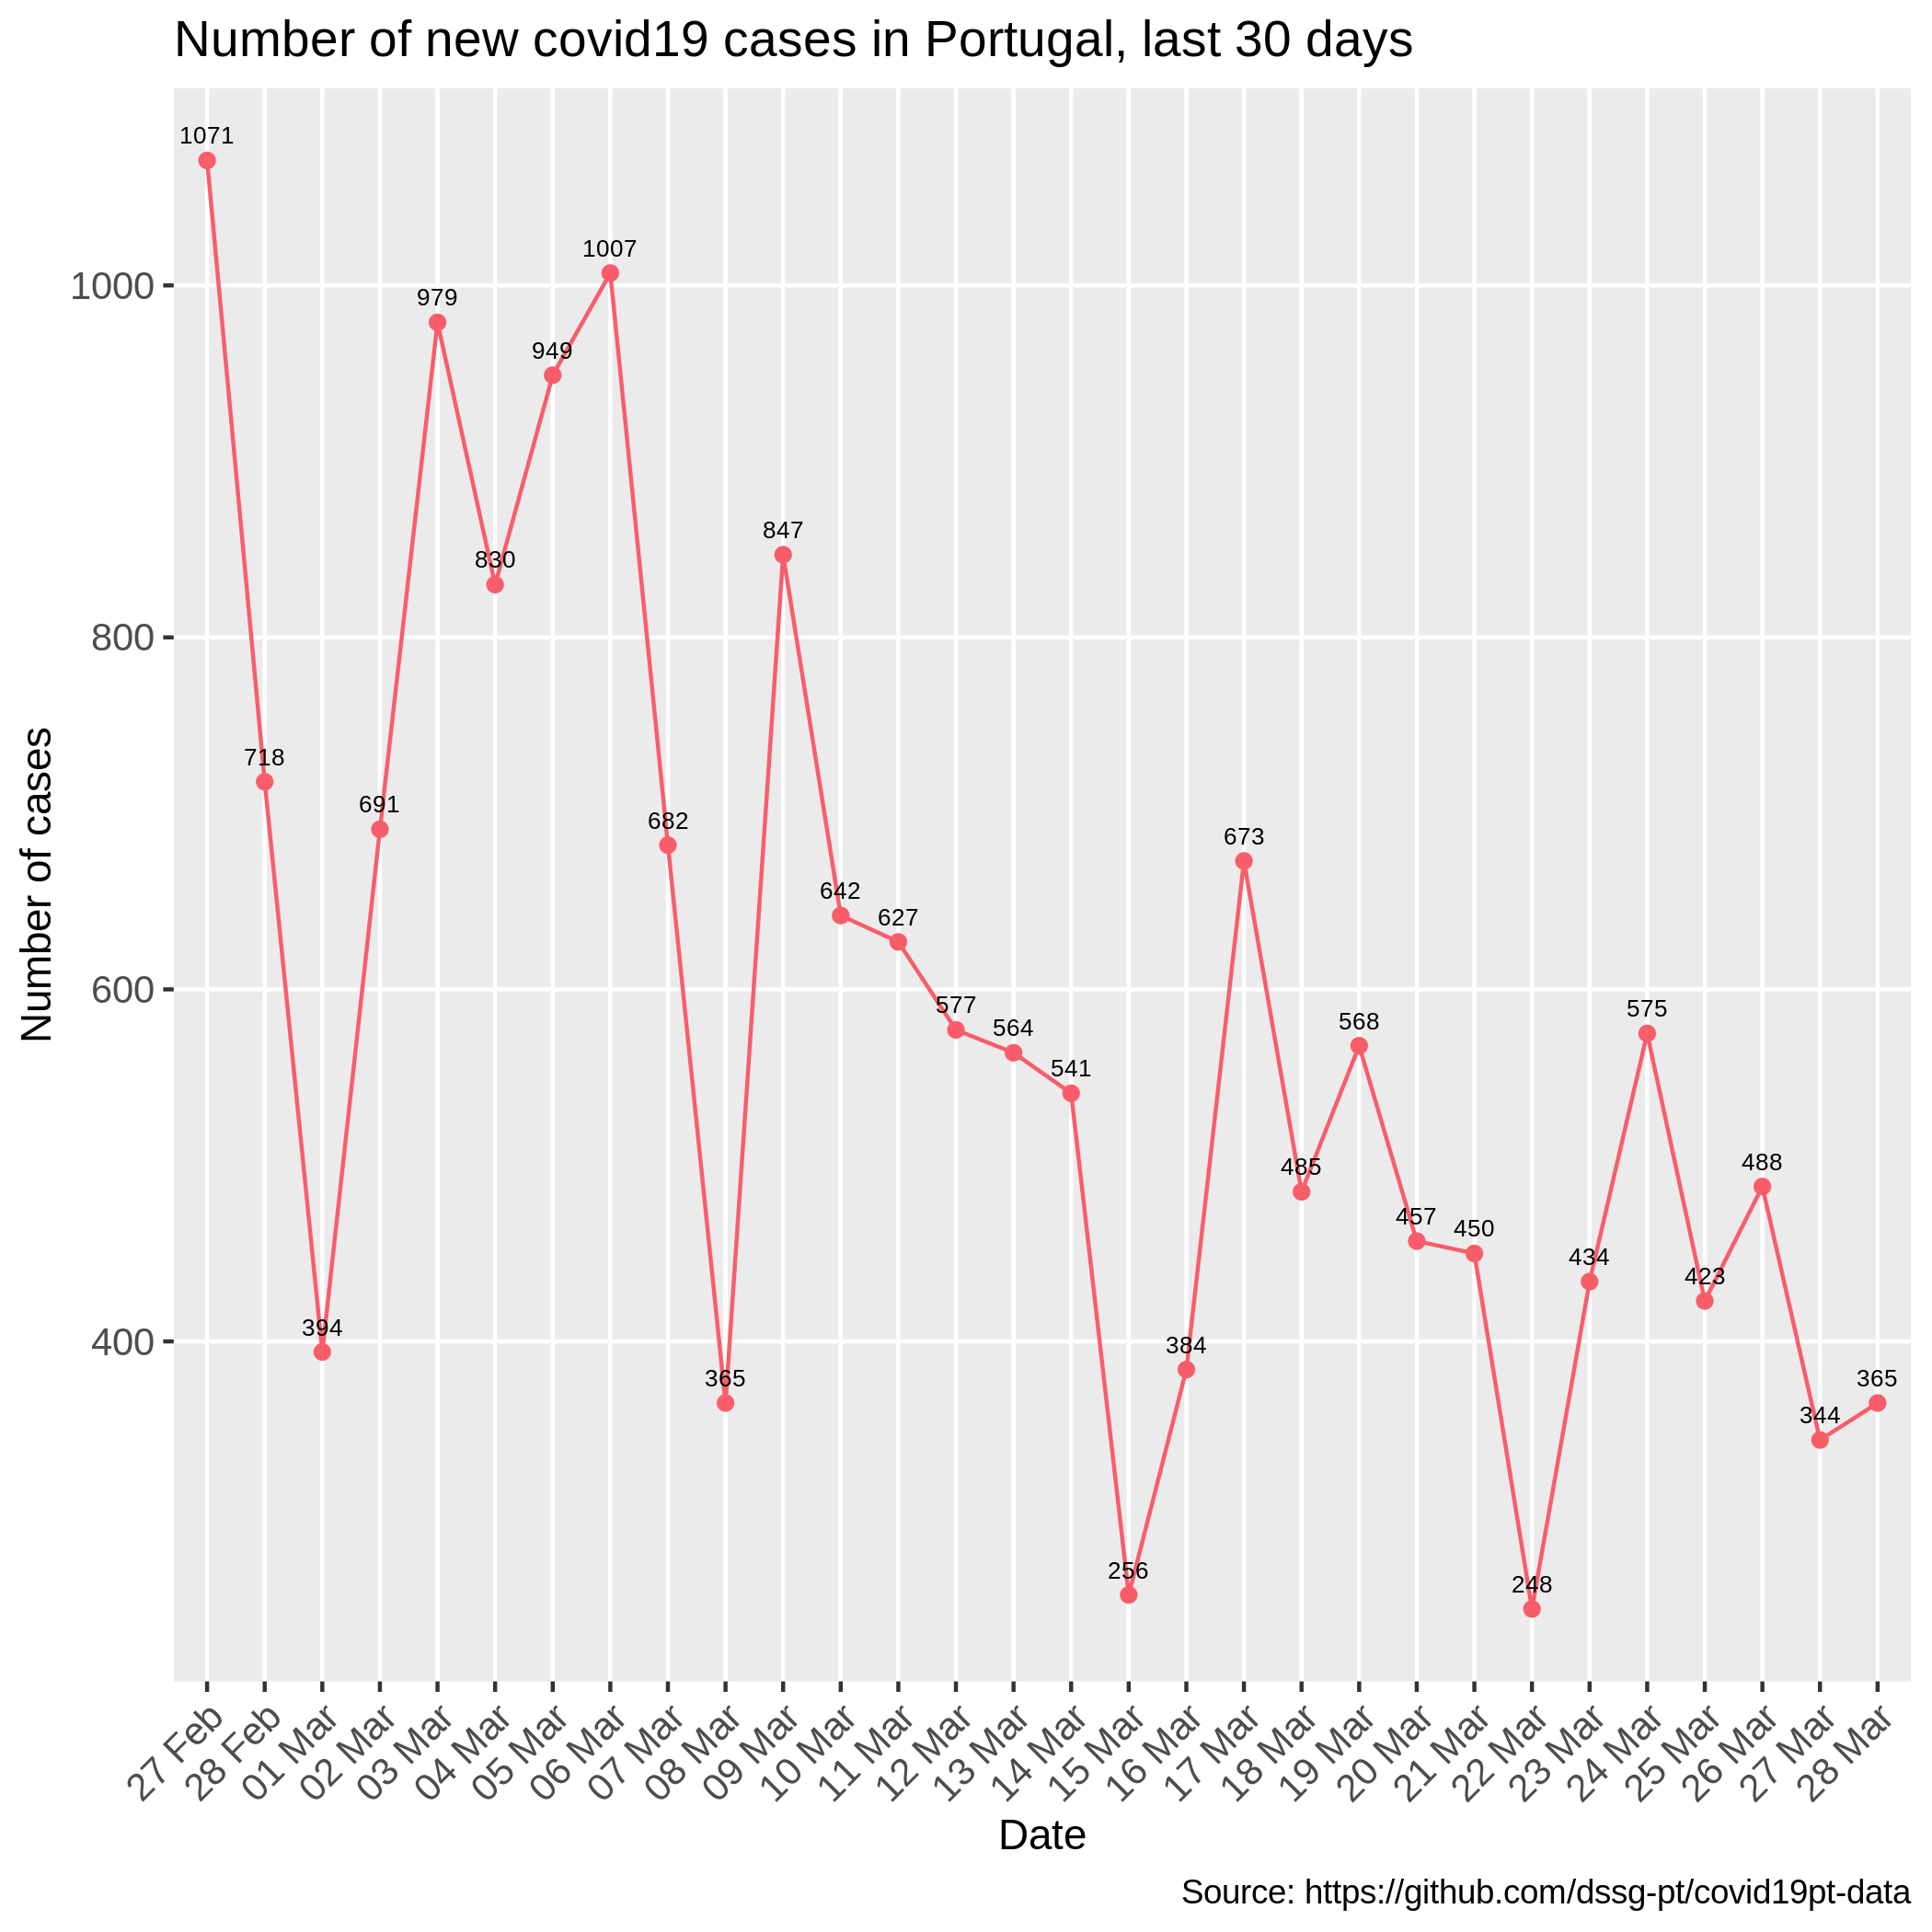 Number of new covid19 cases in Portugal, last 30 days
Number of cases
1000
800
600
400
1071
718
394
691
979
830
949
1007
682
365
847
642
627
577
564
541
256
384
673
485
568
457
450
248
434
575
423
488
344
365
27 Feb
28 Feb
01 Mar
02 Mar
03 Mar
04 Mar
05 Mar
06 Mar
07 Mar
08 Mar
09 Mar
10 Mar
11 Mar
12 Mar
13 Mar
14 Mar
15 Mar
16 Mar
17 Mar
18 Mar
19 Mar
20 Mar
21 Mar
22 Mar
23 Mar
24 Mar
25 Mar
26 Mar
27 Mar
28 Mar
Date
Source: https://github.com/dssg-pt/covid19pt-data